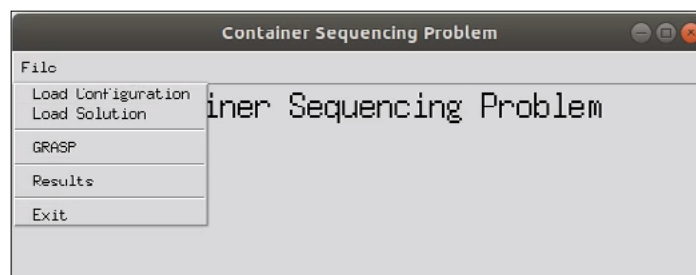 Container Sequencing Problem
File
Load Configuration
Load Solution
iner Sequencing Problem
GRASP
Results
Exit